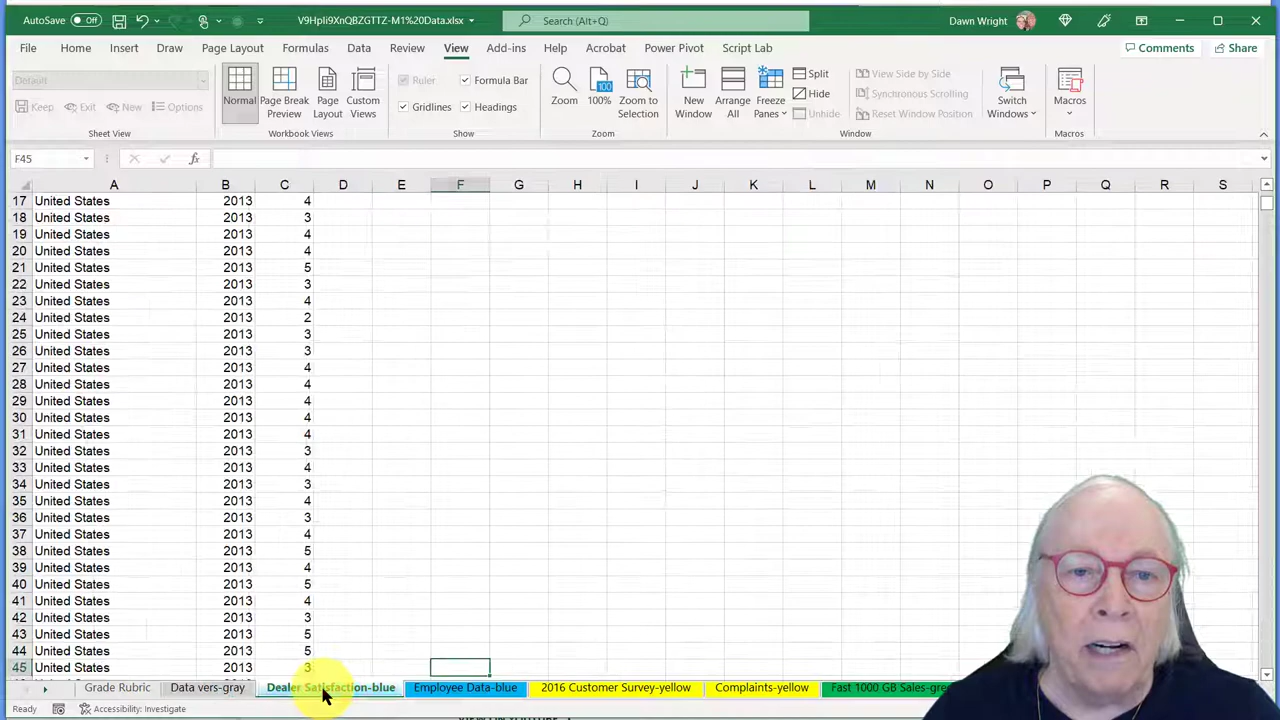 AutoSave Off V9HpIi9XnQBZGTTZ-M1%20Data.xlsx Search (Alt+Q) Dawn Wright
File Home Insert Draw Page Layout Formulas Data Review View Add-ins Help Acrobat Power Pivot Script Lab Comments Share
Default
Keep Exit New Options
Sheet View
Normal Page Break Preview Page Layout Custom Views
Workbook Views
Ruler Formula Bar
Gridlines Headings
Show
Zoom 100% Zoom to Selection
Zoom
New Window Arrange All Freeze Panes
Split
Hide
Unhide
View Side by Side
Synchronous Scrolling
Reset Window Position
Window
Switch Windows
Macros
Macros
F45 fx
A B C D E F G H I J K L M N O P Q R S
17 United States 2013 4
18 United States 2013 3
19 United States 2013 4
20 United States 2013 4
21 United States 2013 5
22 United States 2013 3
23 United States 2013 4
24 United States 2013 2
25 United States 2013 3
26 United States 2013 3
27 United States 2013 4
28 United States 2013 4
29 United States 2013 4
30 United States 2013 4
31 United States 2013 4
32 United States 2013 3
33 United States 2013 4
34 United States 2013 3
35 United States 2013 4
36 United States 2013 3
37 United States 2013 4
38 United States 2013 5
39 United States 2013 4
40 United States 2013 5
41 United States 2013 4
42 United States 2013 3
43 United States 2013 5
44 United States 2013 5
45 United States 2013 3
Grade Rubric Data vers-gray Dealer Satisfaction-blue Employee Data-blue 2016 Customer Survey-yellow Complaints-yellow Fast 1000 GB Sales-gre
Ready Accessibility: Investigate